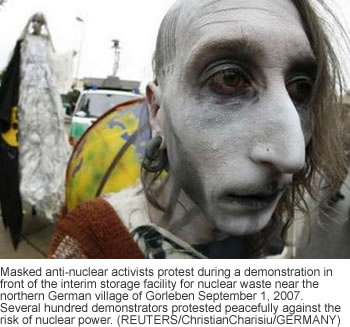 Masked anti-nuclear activists protest during a demonstration in
front of the interim storage facility for nuclear waste near the
northern German village of Gorleben September 1, 2007.
Several hundred demonstrators protested peacefully against the
risk of nuclear power. (REUTERS/ChristianCharisiu/GERMANY)